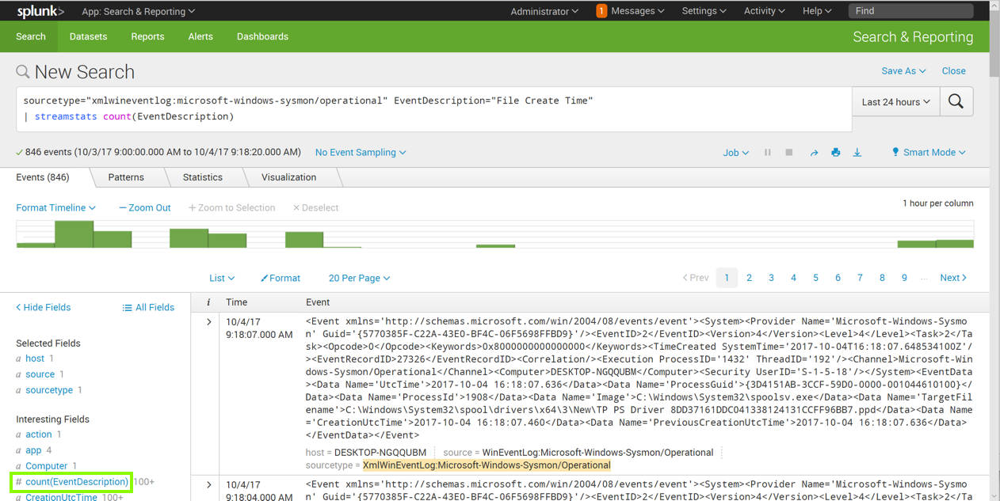 splunk> App: Search & Reporting Administrator 1 Messages Settings Activity Help Find
Search Datasets Reports Alerts Dashboards Search & Reporting
New Search Save As Close
sourcetype="xmlwineventlog:microsoft-windows-sysmon/operational" EventDescription="File Create Time"
| streamstats count(EventDescription)
Last 24 hours
846 events (10/3/17 9:00:00.000 AM to 10/4/17 9:18:20.000 AM) No Event Sampling Job Smart Mode
Events (846) Patterns Statistics Visualization
Format Timeline — Zoom Out + Zoom to Selection × Deselect 1 hour per column
List Format 20 Per Page < Prev 1 2 3 4 5 6 7 8 9 ... Next >
< Hide Fields All Fields
Selected Fields
a host 1
a source 1
a sourcetype 1
Interesting Fields
a action 1
a app 4
a Computer 1
# count(EventDescription) 100+
a CreationUtcTime 100+
i Time Event
> 10/4/17
9:18:07.000 AM
<Event xmlns='http://schemas.microsoft.com/win/2004/08/events/event'><System><Provider Name='Microsoft-Windows-Sysmo
n' Guid='{5770385F-C22A-43E0-BF4C-06F5698FFBD9}'/><EventID>2</EventID><Version>4</Version><Level>4</Level><Task>2</Ta
sk><Opcode>0</Opcode><Keywords>0x8000000000000000</Keywords><TimeCreated SystemTime='2017-10-04T16:18:07.648534100Z'/
><EventRecordID>27326</EventRecordID><Correlation/><Execution ProcessID='1432' ThreadID='192'/><Channel>Microsoft-Win
dows-Sysmon/Operational</Channel><Computer>DESKTOP-NGQQUBM</Computer><Security UserID='S-1-5-18'/></System><EventData
><Data Name='UtcTime'>2017-10-04 16:18:07.636</Data><Data Name='ProcessGuid'>{3D4151AB-3CCF-59D0-0000-001044610100}</
Data><Data Name='ProcessId'>1908</Data><Data Name='Image'>C:\Windows\System32\spoolsv.exe</Data><Data Name='TargetFil
ename'>C:\Windows\System32\spool\drivers\x64\3\New\TP PS Driver 8DD37161DDC041338124131CCFF96BB7.ppd</Data><Data Name
='CreationUtcTime'>2017-10-04 16:18:07.460</Data><Data Name='PreviousCreationUtcTime'>2017-10-04 16:18:07.636</Data>
</EventData></Event>
host = DESKTOP-NGQQUBM source = WinEventLog:Microsoft-Windows-Sysmon/Operational
sourcetype = XmlWinEventLog:Microsoft-Windows-Sysmon/Operational
> 10/4/17
9:18:04.000 AM
<Event xmlns='http://schemas.microsoft.com/win/2004/08/events/event'><System><Provider Name='Microsoft-Windows-Sysmo
n' Guid='{5770385F-C22A-43E0-BF4C-06F5698FFBD9}'/><EventID>2</EventID><Version>4</Version><Level>4</Level><Task>2</Ta